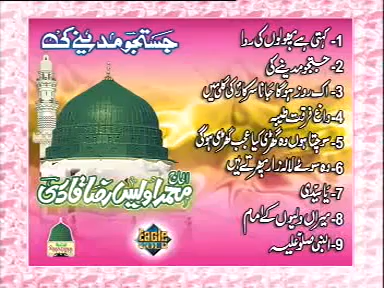 جستجو مدینے کی
1- کہتی ہے پھولوں کی ردا
2- جستجو مدینے کی
3- اک روز ہوگا جانا سرکار کی گلی میں
4- داغ فرقت طیبہ
5- سوچتا ہوں وہ گھڑی کیا عجب گھڑی ہوگی
6- وہ سوئے لالہ زار پھرتے ہیں
7- یا سیدی
8- میراں ولیوں کے امام
9- النبی صلو علیہ
الحاج
محمد اویس رضا قادری
Eagle
GOLD